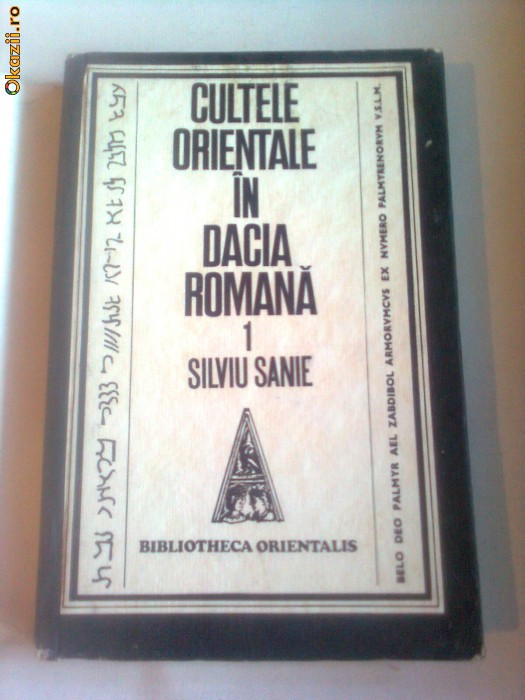 Okazii.ro
CULTELE
ORIENTALE
ÎN
DACIA
ROMANĂ
1
SILVIU SANIE
BIBLIOTHECA ORIENTALIS
BELO DEO PALMYR AEL ZABDIBOL ARMORVMCVS EX NVMERO PALMYRENORVM V.S.L.M.